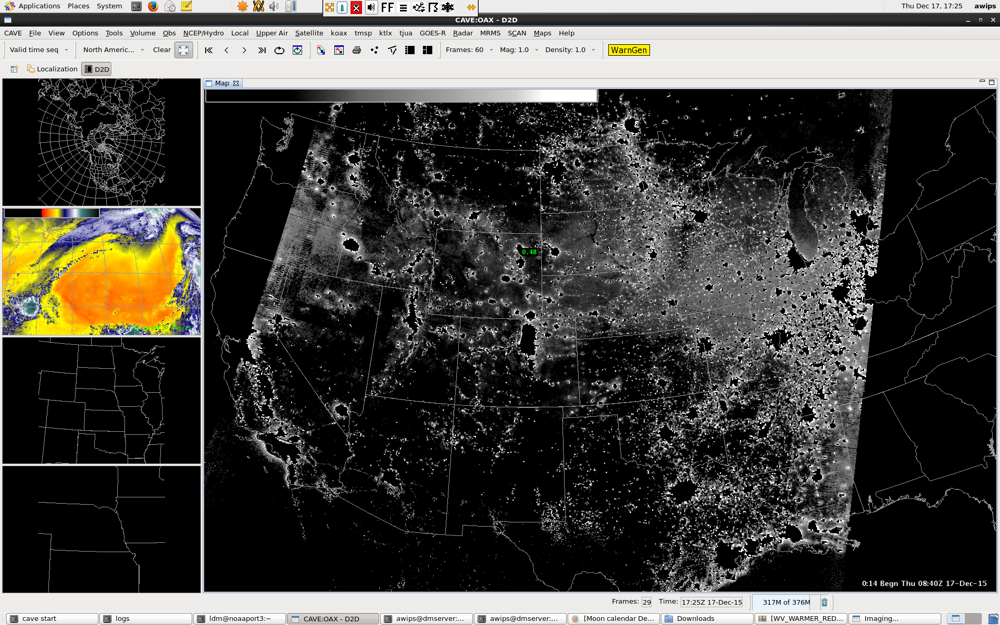 Applications Places System Thu Dec 17, 17:25 awips
FF
CAVE:OAX - D2D
CAVE File View Options Tools Volume Obs NCEP/Hydro Local Upper Air Satellite koax tmsp ktlx tjua GOES-R Radar MRMS SCAN Maps Help
Valid time seq North Americ... Clear Frames: 60 Mag: 1.0 Density: 1.0 WarnGen
Localization D2D
Map
0.48
0:14 Begn Thu 08:40Z 17-Dec-15
Frames: 29 Time: 17:25Z 17-Dec-15 317M of 376M
cave start logs ldm@noaaport3:~ CAVE:OAX - D2D awips@dmserver:... awips@dmserver:... [Moon calendar De... Downloads [WV_WARMER_RED... Imaging...